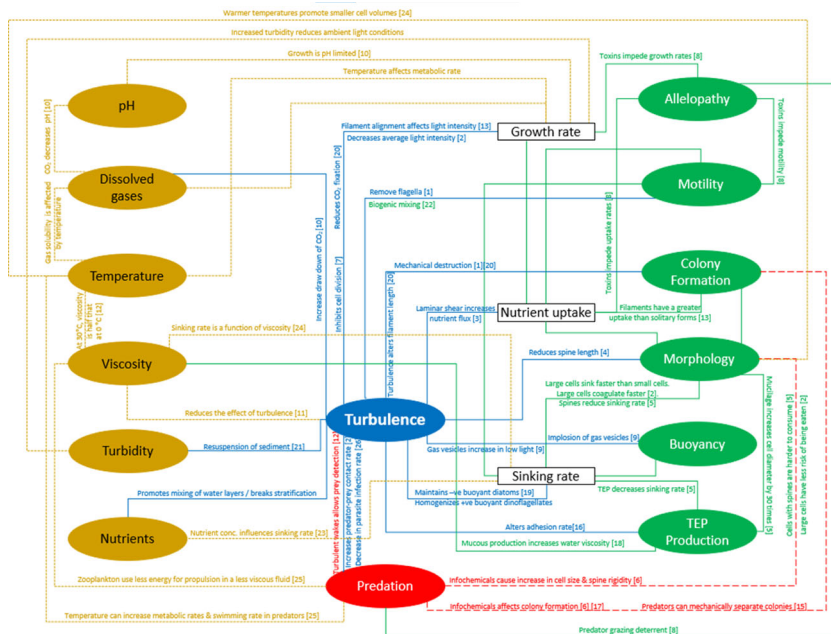 Warmer temperatures promote smaller cell volumes [24]
Increased turbidity reduces ambient light conditions
Growth is pH limited [10]
Toxins impede growth rates [8]
Temperature affects metabolic rate
pH
Allelopathy
CO₂ decreases pH [10]
Filament alignment affects light intensity [13]
Growth rate
Decreases average light intensity [2]
Toxins impede motility [8]
Reduces CO₂ fixation [20]
Dissolved
gases
Motility
Remove flagella [1]
Biogenic mixing [22]
Gas solubility is affected
by temperature
Increase draw down of CO₂ [10]
Toxins impede uptake rates [8]
Inhibits cell division [7]
Mechanical destruction [1][20]
Colony
Formation
Temperature
Turbulence alters filament length [20]
Laminar shear increases
nutrient flux [3]
Nutrient uptake
Filaments have a greater
uptake than solitary forms [13]
At 30°C, viscosity
is half that
at 0 °C [12]
Sinking rate is a function of viscosity [24]
Viscosity
Reduces spine length [4]
Morphology
Large cells sink faster than small cells.
Large cells coagulate faster [2].
Spines reduce sinking rate [5]
Reduces the effect of turbulence [11]
Turbulence
Mucilage increases cell diameter by 30 times [5]
Cells with spines are harder to consume [5]
Large cells have less risk of being eaten [2]
Turbidity
Resuspension of sediment [21]
Gas vesicles increase in low light [9]
Implosion of gas vesicles [9]
Buoyancy
Sinking rate
Promotes mixing of water layers / breaks stratification
Turbulent wakes allows prey detection [12]
Increases predator-prey contact rate [2]
Decrease in parasite infection rate [26]
Maintains –ve buoyant diatoms [19]
Homogenizes +ve buoyant dinoflagellates
TEP decreases sinking rate [5]
Nutrients
Nutrient conc. influences sinking rate [23]
Alters adhesion rate[16]
Mucous production increases water viscosity [18]
TEP
Production
Zooplankton use less energy for propulsion in a less viscous fluid [25]
Predation
Infochemicals cause increase in cell size & spine rigidity [6]
Temperature can increase metabolic rates & swimming rate in predators [25]
Infochemicals affects colony formation [6] [17]
Predators can mechanically separate colonies [15]
Predator grazing deterrent [8]